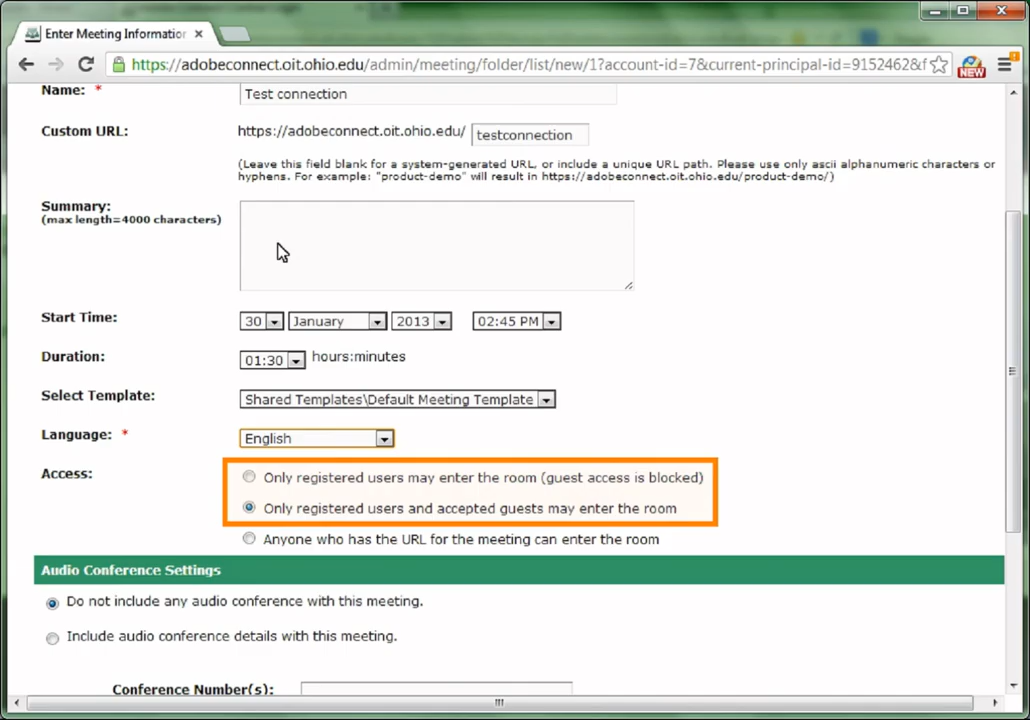 Enter Meeting Information
https://adobeconnect.oit.ohio.edu/admin/meeting/folder/list/new/1?account-id=7&current-principal-id=9152462&f
NEW
Name: * Test connection
Custom URL: https://adobeconnect.oit.ohio.edu/ testconnection
(Leave this field blank for a system-generated URL, or include a unique URL path. Please use only ascii alphanumeric characters or
hyphens. For example: "product-demo" will result in https://adobeconnect.oit.ohio.edu/product-demo/)
Summary:
(max length=4000 characters)
Start Time: 30 January 2013 02:45 PM
Duration: 01:30 hours:minutes
Select Template: Shared Templates\Default Meeting Template
Language: * English
Access: Only registered users may enter the room (guest access is blocked)
Only registered users and accepted guests may enter the room
Anyone who has the URL for the meeting can enter the room
Audio Conference Settings
Do not include any audio conference with this meeting.
Include audio conference details with this meeting.
Conference Number(s):